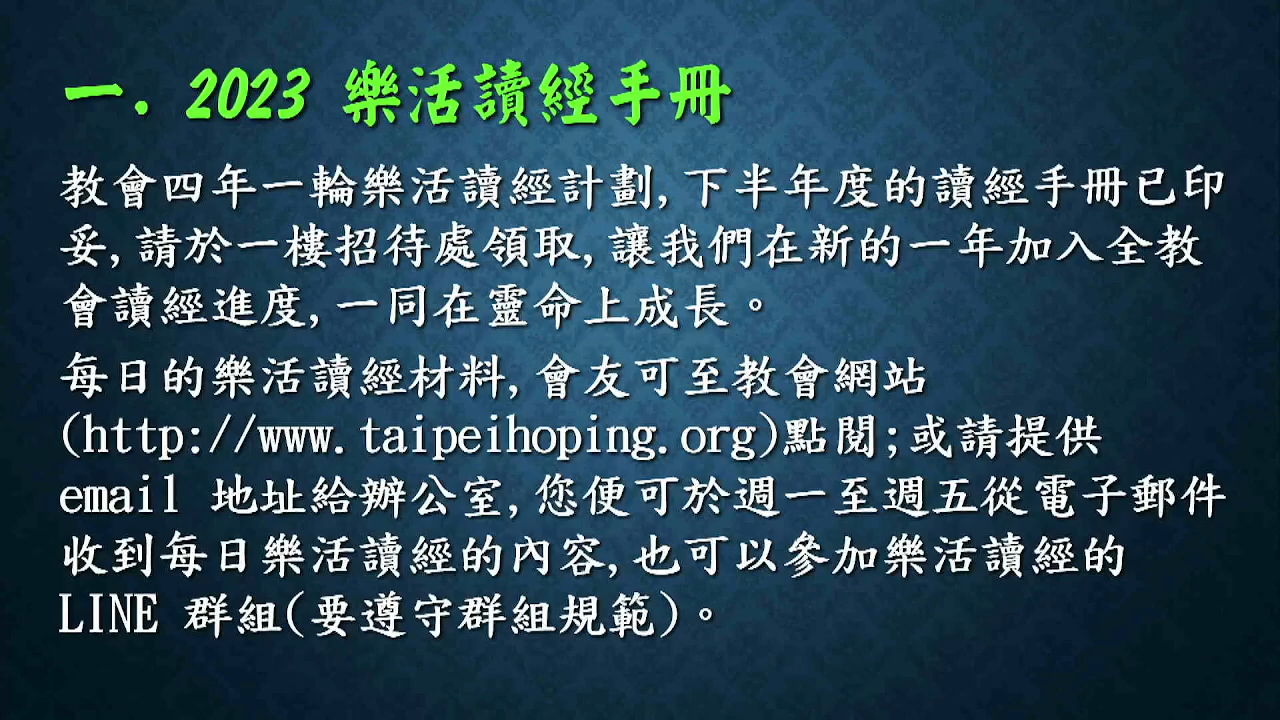 一. 2023 樂活讀經手冊
教會四年一輪樂活讀經計劃,下半年度的讀經手冊已印
妥,請於一樓招待處領取,讓我們在新的一年加入全教
會讀經進度,一同在靈命上成長。
每日的樂活讀經材料,會友可至教會網站
(http://www.taipeihoping.org)點閱;或請提供
email 地址給辦公室,您便可於週一至週五從電子郵件
收到每日樂活讀經的內容,也可以參加樂活讀經的
LINE 群組(要遵守群組規範)。